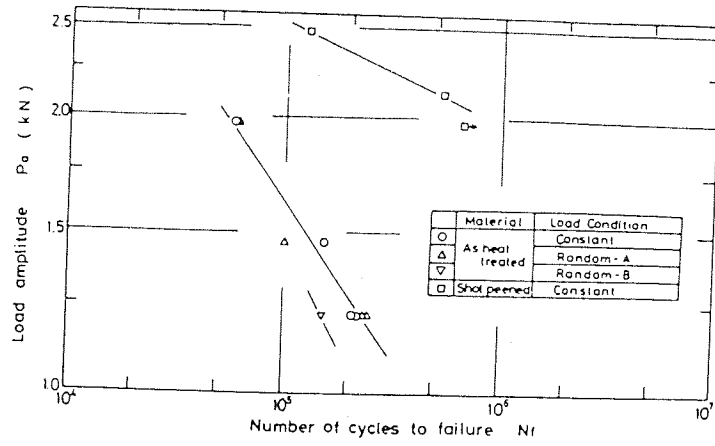 2.5
2.0
1.5
1.0
Load amplitude Pa (kN)
10⁴
10⁵
10⁶
10⁷
Number of cycles to failure Nf
Material Load Condition
○ As heat treated Constant
△ Random-A
▽ Random-B
□ Shot peened Constant